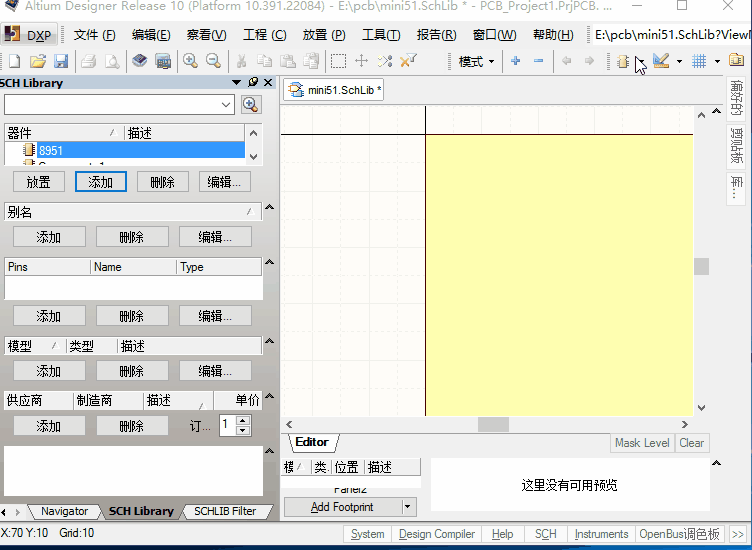 Altium Designer Release 10 (Platform 10.391.22084) - E:\pcb\mini51.SchLib * - PCB_Project1.PrjPCB. ...
DXP 文件 (F) 编辑(E) 察看(V) 工程 (C) 放置 (P) 工具(T) 报告(R) 窗口(W) 帮助(H) E:\pcb\mini51.SchLib?View
模式
SCH Library
mini51.SchLib *
偏好的
剪贴板
库...
器件 描述
8951
放置 添加 删除 编辑...
别名
添加 删除 编辑...
Pins Name Type
添加 删除 编辑...
模型 类型 描述
添加 删除 编辑...
供应商 制造商 描述 单价
添加 删除 订... 1
Editor
Mask Level Clear
类. 位置 描述
Panel2
Add Footprint
这里没有可用预览
Navigator SCH Library SCHLIB Filter
X:70 Y:10 Grid:10
System Design Compiler Help SCH Instruments OpenBus调色板 >>